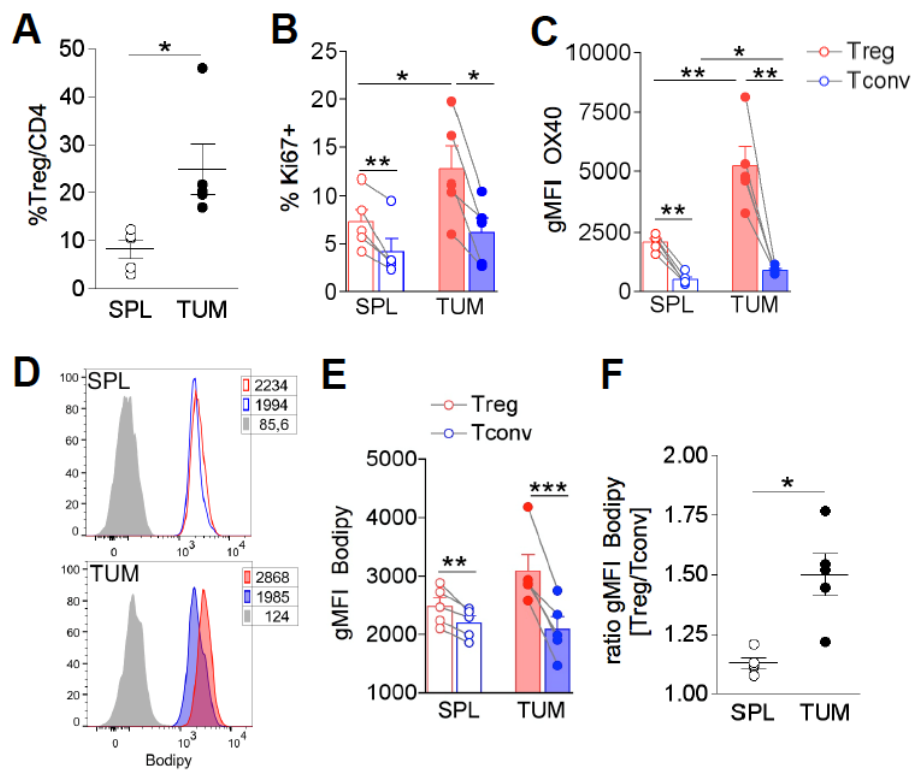 A
*
%Treg/CD4
50
40
30
20
10
0
SPL
TUM
B
% Ki67+
25
20
15
10
5
0
*
*
**
SPL
TUM
C
gMFI OX40
10000
7500
5000
2500
0
*
**
**
**
SPL
TUM
Treg
Tconv
D
SPL
100
80
60
40
20
0
2234
1994
85,6
0
10³
10⁴
TUM
100
80
60
40
20
0
2868
1985
124
0
10³
10⁴
Bodipy
E
Treg
Tconv
gMFI Bodipy
5000
4000
3000
2000
1000
**
***
SPL
TUM
F
ratio gMFI Bodipy
[Treg/Tconv]
2.00
1.75
1.50
1.25
1.00
*
SPL
TUM